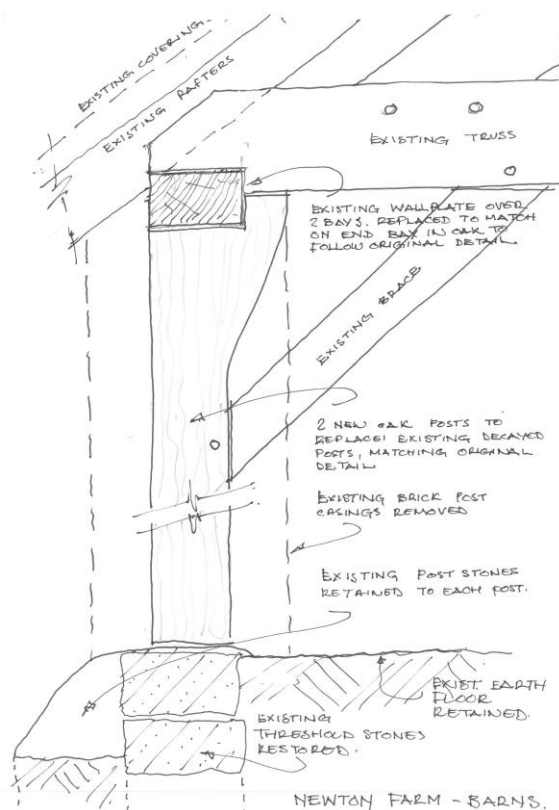 EXISTING COVERING
EXISTING RAFTERS
EXISTING TRUSS
EXISTING WALLPLATE OVER
2 BAYS. REPLACED TO MATCH
ON END BAY IN OAK TO
FOLLOW ORIGINAL DETAIL
EXISTING BRACE
2 NEW OAK POSTS TO
REPLACE EXISTING DECAYED
POSTS, MATCHING ORIGINAL
DETAIL
EXISTING BRICK POST
CASINGS REMOVED
EXISTING POST STONES
RETAINED TO EACH POST.
EXIST. EARTH
FLOOR
RETAINED.
EXISTING
THRESHOLD STONES
RESTORED.
NEWTON FARM - BARNS.